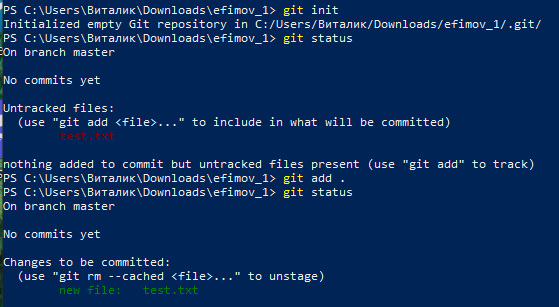 PS C:\Users\Виталик\Downloads\efimov_1> git init
Initialized empty Git repository in C:/Users/Виталик/Downloads/efimov_1/.git/
PS C:\Users\Виталик\Downloads\efimov_1> git status
On branch master
No commits yet
Untracked files:
(use "git add <file>..." to include in what will be committed)
test.txt
nothing added to commit but untracked files present (use "git add" to track)
PS C:\Users\Виталик\Downloads\efimov_1> git add .
PS C:\Users\Виталик\Downloads\efimov_1> git status
On branch master
No commits yet
Changes to be committed:
(use "git rm --cached <file>..." to unstage)
new file:   test.txt